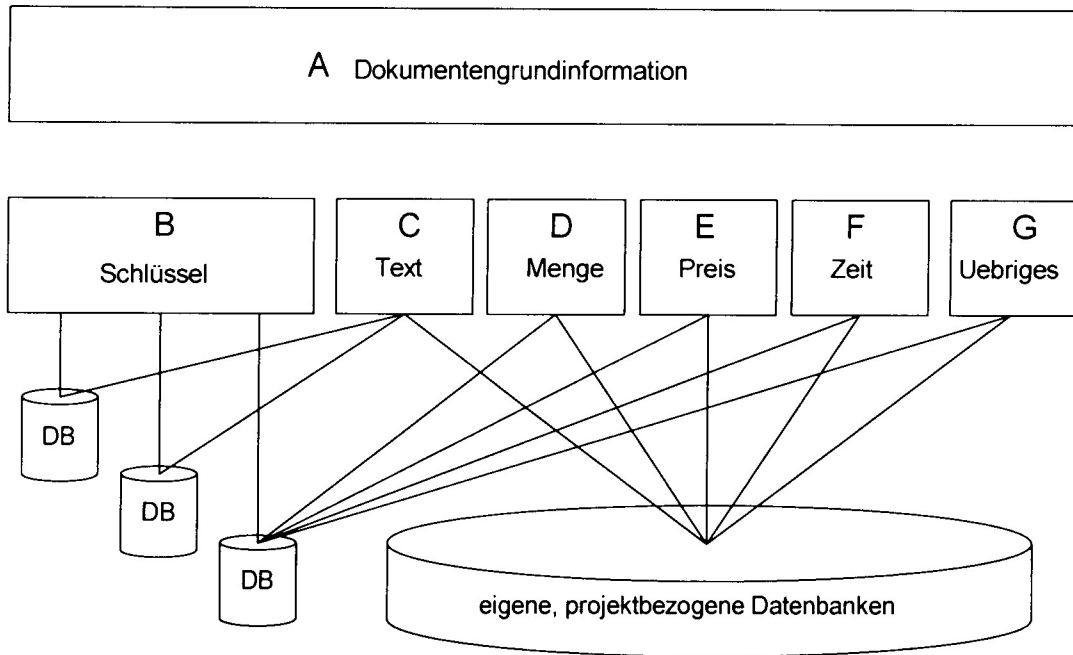 A Dokumentengrundinformation
B C D E F G
Schlüssel Text Menge Preis Zeit Uebriges
DB
DB
DB
eigene, projektbezogene Datenbanken